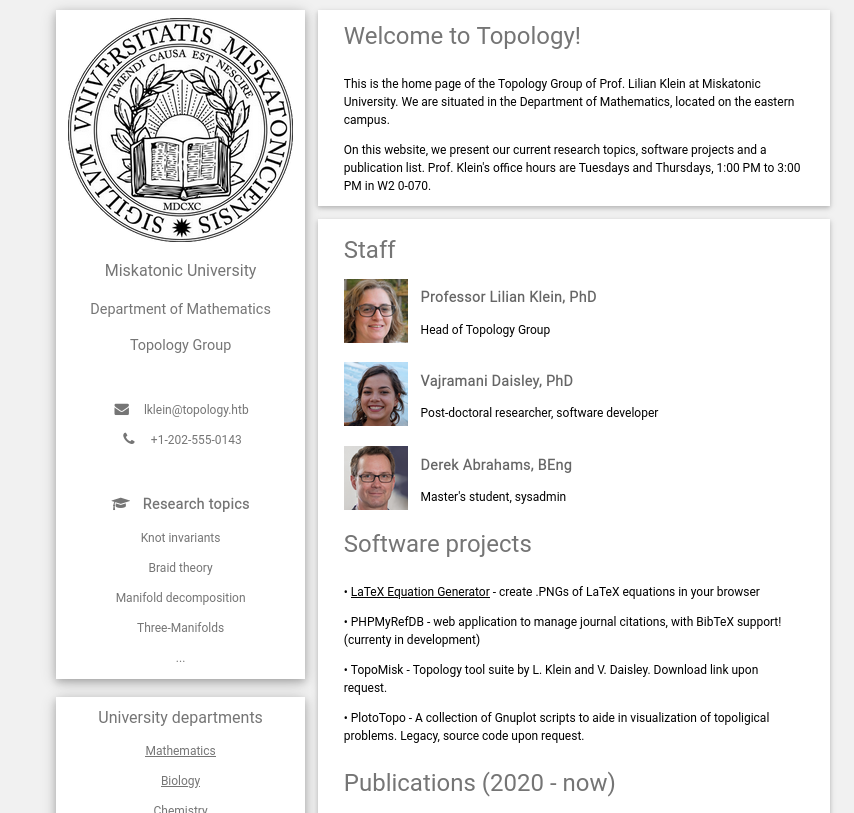 SIGILLVM VNIVERSITATIS MISKATONICIENSIS
TIMENDI CAUSA EST NESCIRE
MDCXC
Miskatonic University
Department of Mathematics
Topology Group
lklein@topology.htb
+1-202-555-0143
Research topics
Knot invariants
Braid theory
Manifold decomposition
Three-Manifolds
...
University departments
Mathematics
Biology
Chemistry
Welcome to Topology!
This is the home page of the Topology Group of Prof. Lilian Klein at Miskatonic
University. We are situated in the Department of Mathematics, located on the eastern
campus.
On this website, we present our current research topics, software projects and a
publication list. Prof. Klein's office hours are Tuesdays and Thursdays, 1:00 PM to 3:00
PM in W2 0-070.
Staff
Professor Lilian Klein, PhD
Head of Topology Group
Vajramani Daisley, PhD
Post-doctoral researcher, software developer
Derek Abrahams, BEng
Master's student, sysadmin
Software projects
• LaTeX Equation Generator - create .PNGs of LaTeX equations in your browser
• PHPMyRefDB - web application to manage journal citations, with BibTeX support!
(currenty in development)
• TopoMisk - Topology tool suite by L. Klein and V. Daisley. Download link upon
request.
• PlotoTopo - A collection of Gnuplot scripts to aide in visualization of topoligical
problems. Legacy, source code upon request.
Publications (2020 - now)